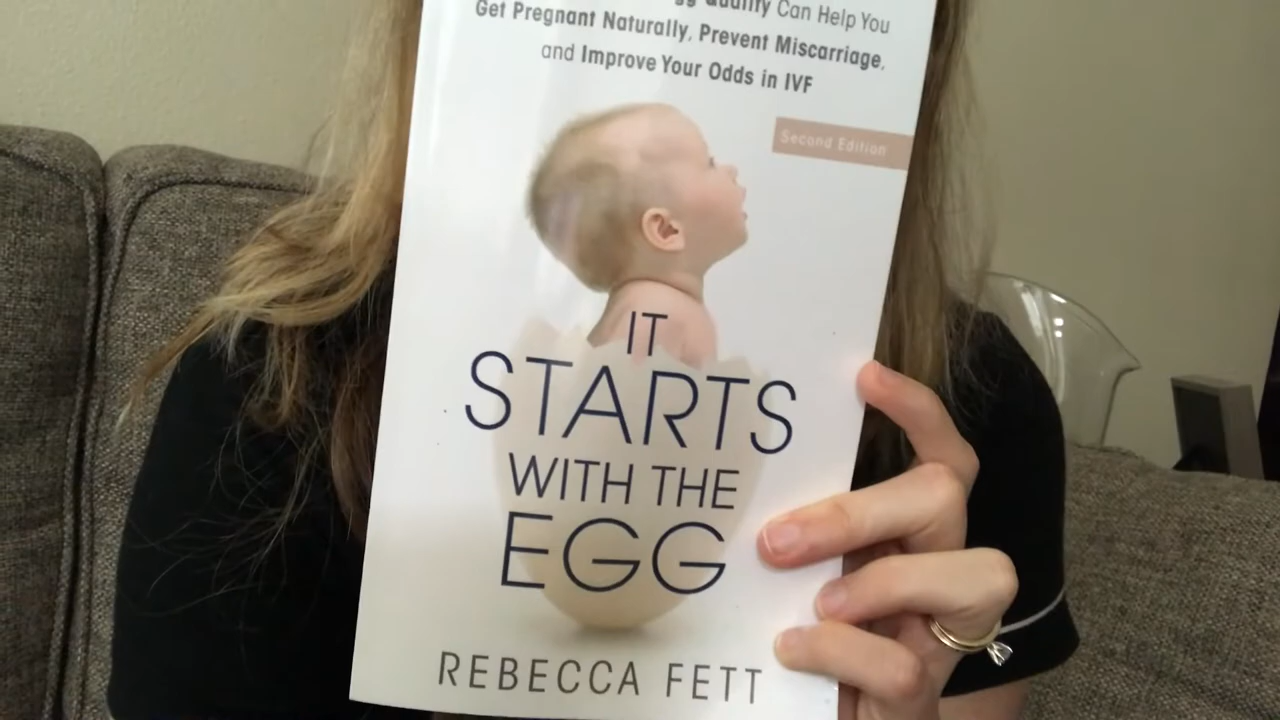 Quality Can Help You
Get Pregnant Naturally, Prevent Miscarriage,
and Improve Your Odds in IVF
Second Edition
IT
STARTS
WITH THE
EGG
REBECCA FETT